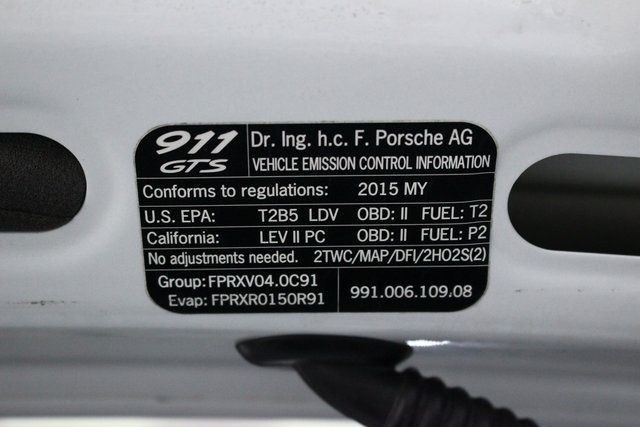 911 GTS
Dr. Ing. h.c. F. Porsche AG
VEHICLE EMISSION CONTROL INFORMATION
Conforms to regulations: 2015 MY
U.S. EPA: T2B5 LDV OBD: II FUEL: T2
California: LEV II PC OBD: II FUEL: P2
No adjustments needed. 2TWC/MAP/DFI/2HO2S(2)
Group: FPRXV04.0C91
Evap: FPRXR0150R91
991.006.109.08